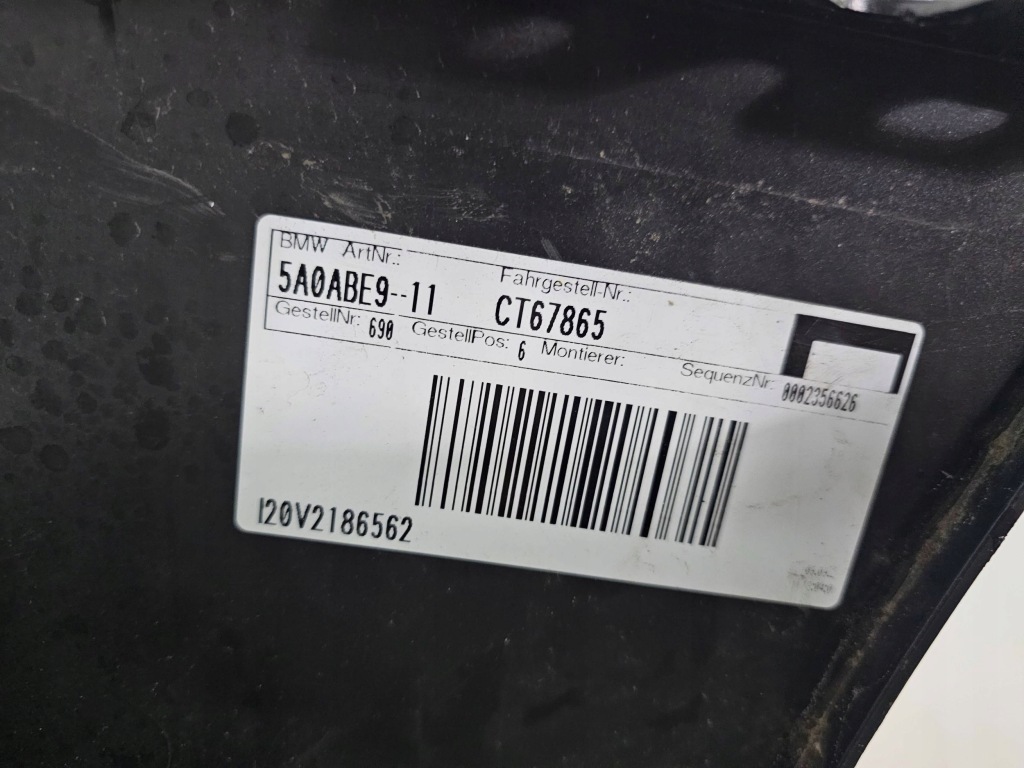 BMW ArtNr.: Fahrgestell-Nr.:
5A0ABE9--11 CT67865
GestellNr: 690 GestellPos: 6 Montierer: SequenzNr: 0002356626
I20V2186562